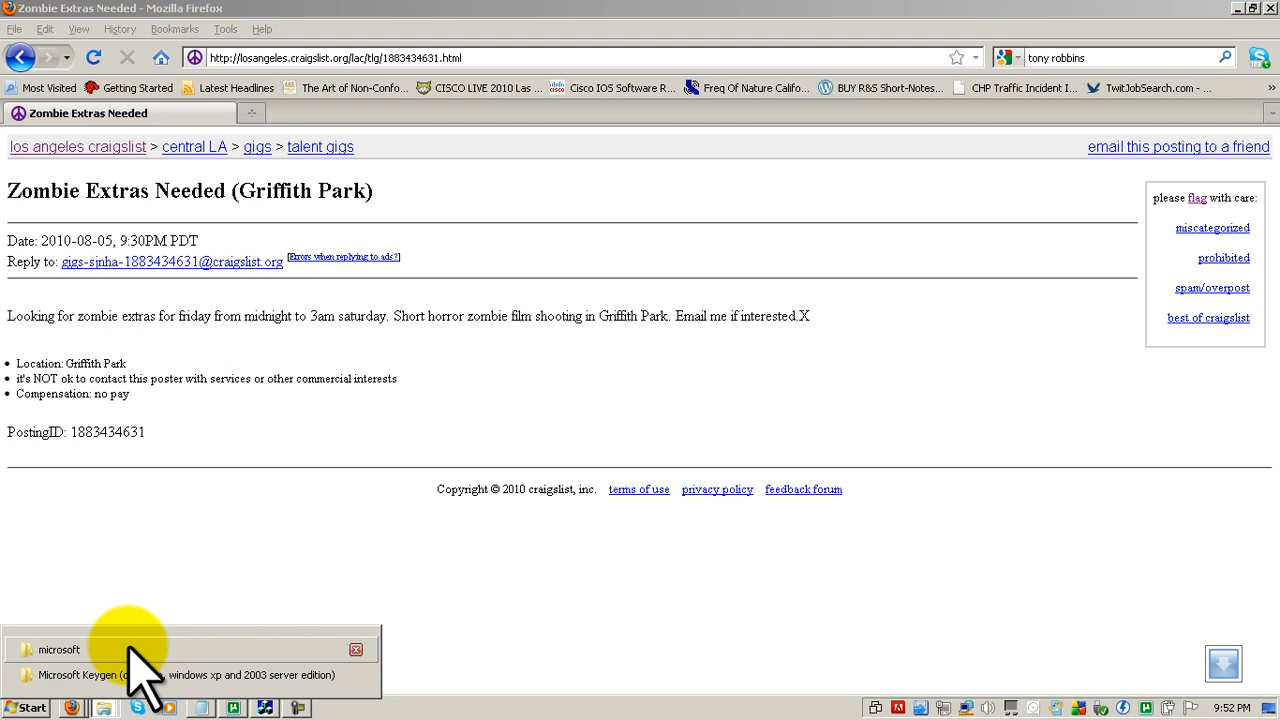 Zombie Extras Needed - Mozilla Firefox
File Edit View History Bookmarks Tools Help
http://losangeles.craigslist.org/lac/tlg/1883434631.html
tony robbins
Most Visited Getting Started Latest Headlines The Art of Non-Confo... CISCO LIVE 2010 Las ... Cisco IOS Software R... Freq Of Nature Califo... BUY R&S Short-Notes... CHP Traffic Incident I... TwitJobSearch.com - ... »
Zombie Extras Needed
los angeles craigslist > central LA > gigs > talent gigs
email this posting to a friend
Zombie Extras Needed (Griffith Park)
please flag with care:
miscategorized
prohibited
spam/overpost
best of craigslist
Date: 2010-08-05, 9:30PM PDT
Reply to: gigs-sjnha-1883434631@craigslist.org [Errors when replying to ads?]
Looking for zombie extras for friday from midnight to 3am saturday. Short horror zombie film shooting in Griffith Park. Email me if interested.X
• Location: Griffith Park
• it's NOT ok to contact this poster with services or other commercial interests
• Compensation: no pay
PostingID: 1883434631
Copyright © 2010 craigslist, inc. terms of use privacy policy feedback forum
microsoft
Microsoft Keygen windows xp and 2003 server edition)
Start
9:52 PM